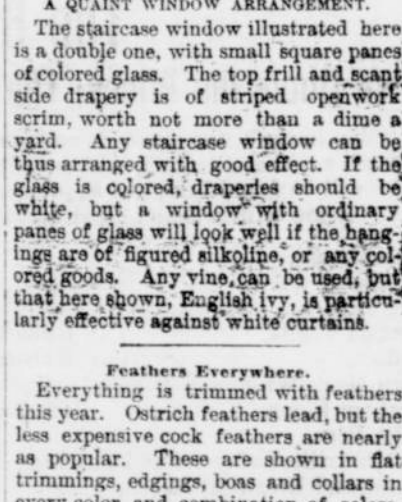 A QUAINT WINDOW ARRANGEMENT.
The staircase window illustrated here
is a double one, with small square panes
of colored glass. The top frill and scant
side drapery is of striped openwork
scrim, worth not more than a dime a
yard. Any staircase window can be
thus arranged with good effect. If the
glass is colored, draperies should be
white, but a window with ordinary
panes of glass will look well if the hang-
ings are of figured silkoline, or any col-
ored goods. Any vine can be used, but
that here shown, English ivy, is particu-
larly effective against white curtains.
Feathers Everywhere.
Everything is trimmed with feathers
this year. Ostrich feathers lead, but the
less expensive cock feathers are nearly
as popular. These are shown in flat
trimmings, edgings, boas and collars in
every color and combination of colors